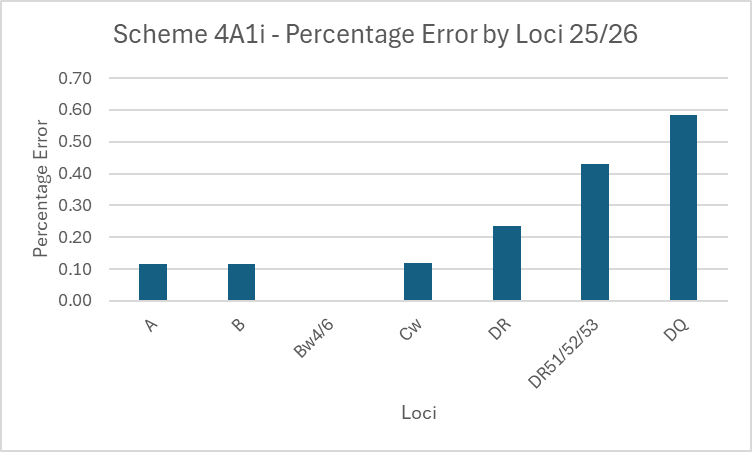 Scheme 4A1i - Percentage Error by Loci 25/26
Percentage Error
0.70
0.60
0.50
0.40
0.30
0.20
0.10
0.00
A
B
Bw4/6
Cw
DR
DR51/52/53
DQ
Loci